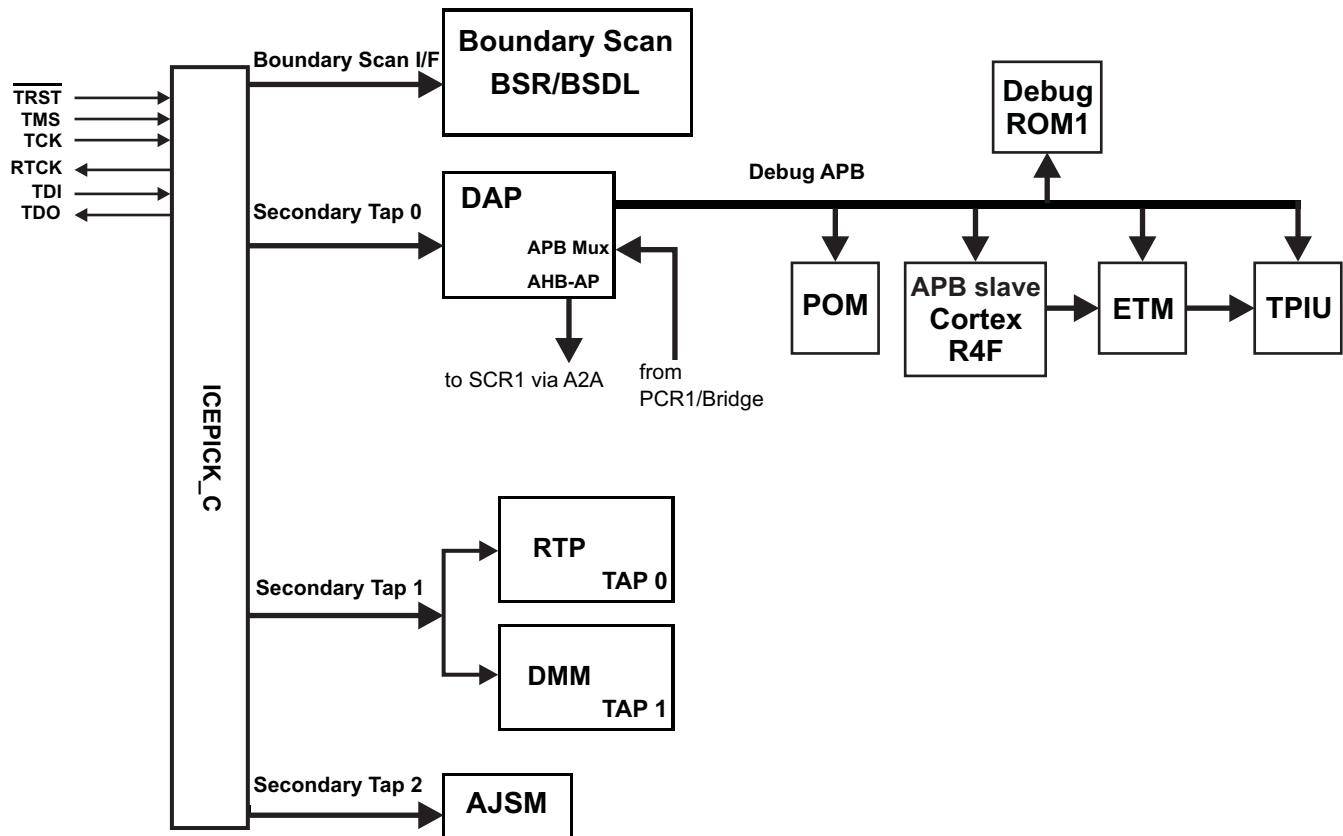 Boundary Scan I/F
Boundary Scan
BSR/BSDL
TRST
TMS
TCK
RTCK
TDI
TDO
ICEPICK_C
Secondary Tap 0
DAP
APB Mux
AHB-AP
to SCR1 via A2A
from
PCR1/Bridge
Debug APB
Debug
ROM1
POM
APB slave
Cortex
R4F
ETM
TPIU
Secondary Tap 1
RTP
TAP 0
DMM
TAP 1
Secondary Tap 2
AJSM